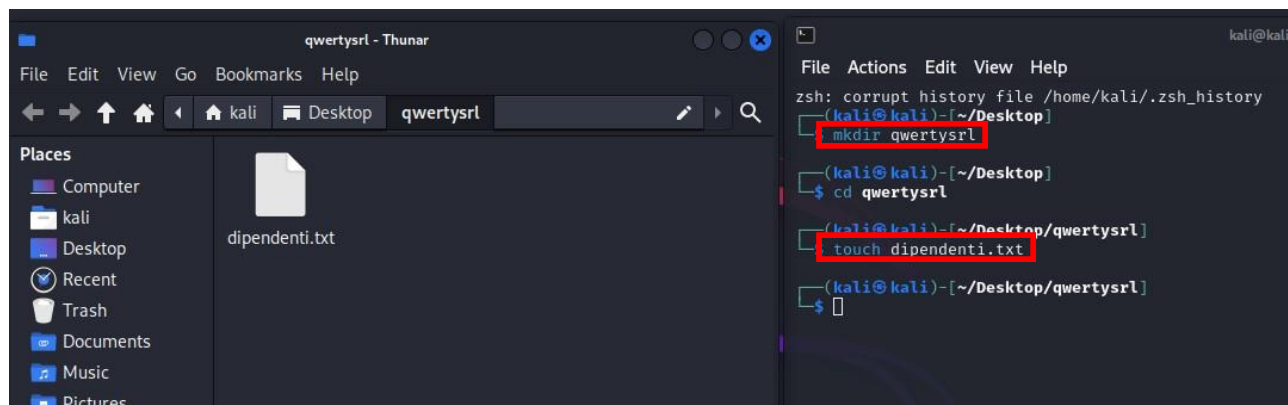 qwertysrl - Thunar
File Edit View Go Bookmarks Help
kali Desktop qwertysrl
Places
Computer
kali
Desktop
Recent
Trash
Documents
Music
Pictures
dipendenti.txt
kali@kali
File Actions Edit View Help
zsh: corrupt history file /home/kali/.zsh_history
(kali㉿kali)-[~/Desktop]
$ mkdir qwertysrl
(kali㉿kali)-[~/Desktop]
$ cd qwertysrl
(kali㉿kali)-[~/Desktop/qwertysrl]
$ touch dipendenti.txt
(kali㉿kali)-[~/Desktop/qwertysrl]
$